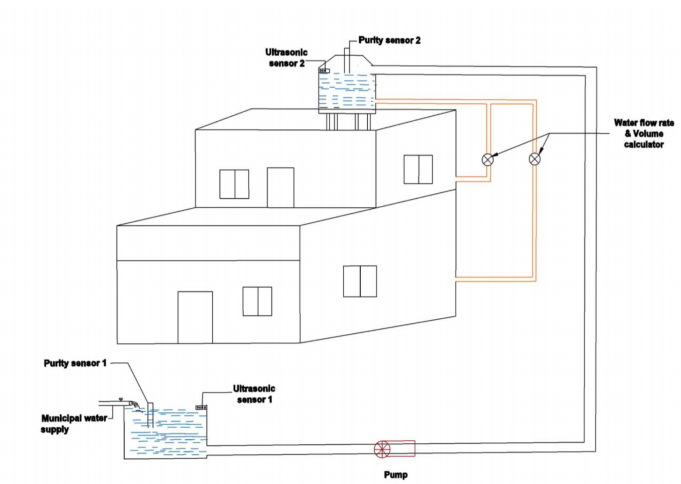 Purity sensor 2
Ultrasonic
sensor 2
Water flow rate
& Volume
calculator
Purity sensor 1
Ultrasonic
sensor 1
Municipal water
supply
Pump